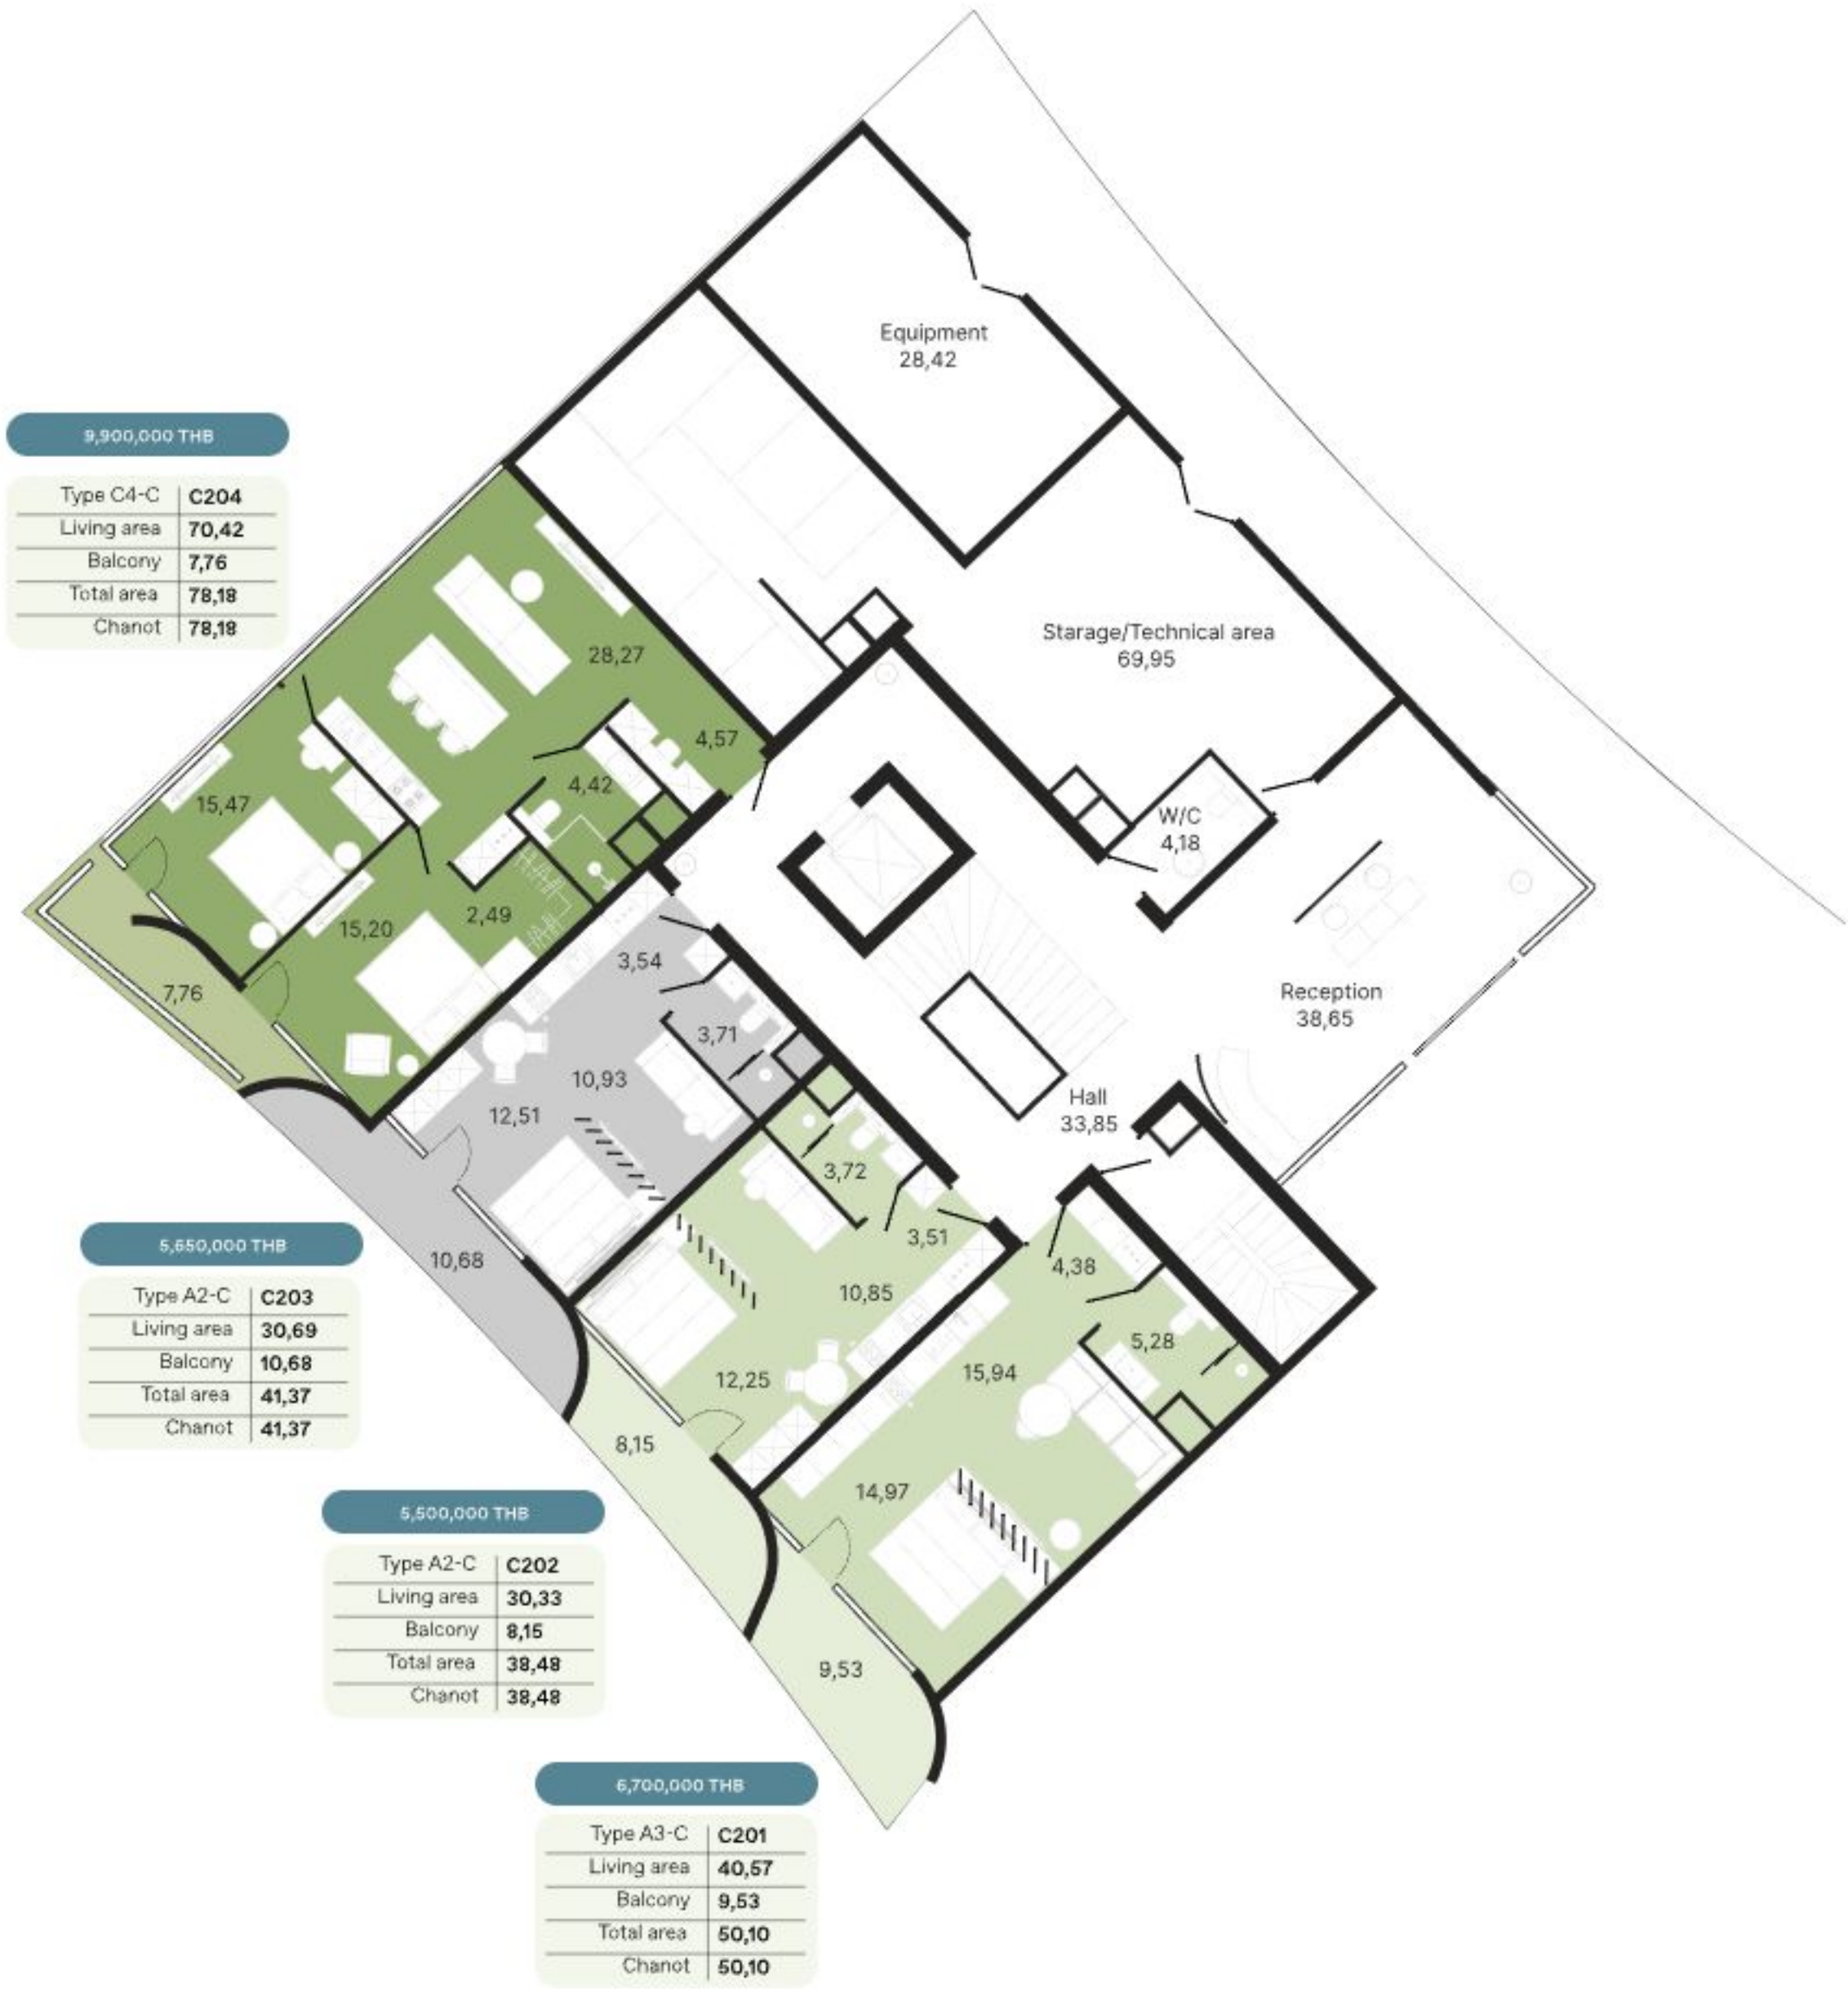 Equipment
28,42
Starage/Technical area
69,95
W/C
4,18
Reception
38,65
Hall
33,85
9,900,000 THB
Type C4-C C204
Living area 70,42
Balcony 7,76
Total area 78,18
Chanot 78,18
28,27
4,57
4,42
15,47
2,49
15,20
7,76
3,54
3,71
10,93
12,51
10,68
3,72
3,51
10,85
12,25
8,15
4,38
5,28
15,94
14,97
9,53
5,650,000 THB
Type A2-C C203
Living area 30,69
Balcony 10,68
Total area 41,37
Chanot 41,37
5,500,000 THB
Type A2-C C202
Living area 30,33
Balcony 8,15
Total area 38,48
Chanot 38,48
6,700,000 THB
Type A3-C C201
Living area 40,57
Balcony 9,53
Total area 50,10
Chanot 50,10